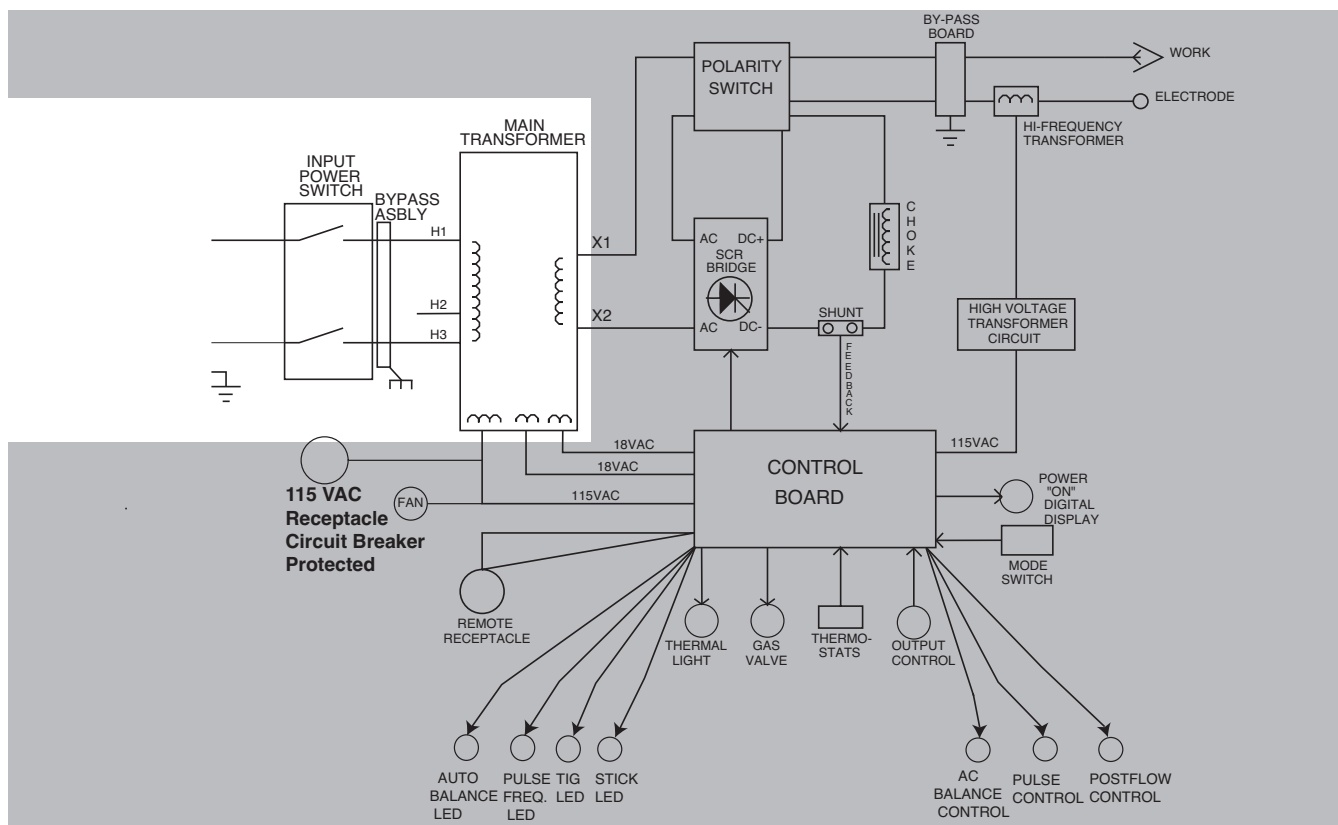 BY-PASS
BOARD
POLARITY
SWITCH
WORK
ELECTRODE
HI-FREQUENCY
TRANSFORMER
MAIN
TRANSFORMER
INPUT
POWER
SWITCH
BYPASS
ASBLY
H1
H2
H3
X1
X2
AC
DC+
SCR
BRIDGE
AC
DC-
CHOKE
SHUNT
FEEDBACK
HIGH VOLTAGE
TRANSFORMER
CIRCUIT
18VAC
18VAC
115VAC
115VAC
CONTROL
BOARD
115 VAC
Receptacle
Circuit Breaker
Protected
FAN
POWER
"ON"
DIGITAL
DISPLAY
MODE
SWITCH
REMOTE
RECEPTACLE
THERMAL
LIGHT
GAS
VALVE
THERMO-
STATS
OUTPUT
CONTROL
AUTO
BALANCE
LED
PULSE
FREQ.
LED
TIG
LED
STICK
LED
AC
BALANCE
CONTROL
PULSE
CONTROL
POSTFLOW
CONTROL